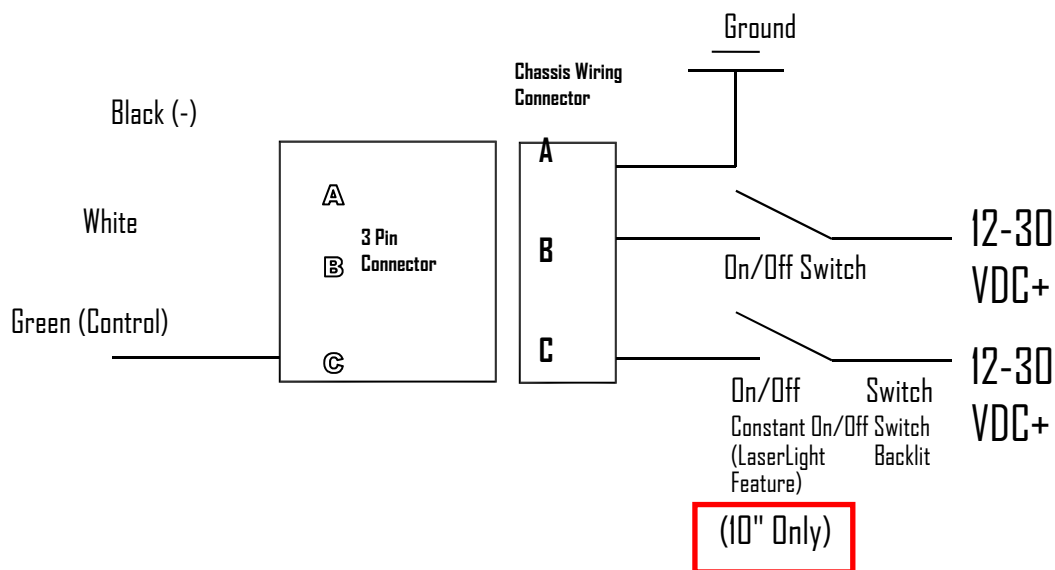 Ground
Chassis Wiring
Connector
Black (-)
A
A
White
3 Pin
Connector
B
B
12-30
VDC+
On/Off Switch
Green (Control)
C
C
12-30
VDC+
On/Off Switch
Constant On/Off Switch
(LaserLight Backlit
Feature)
(10" Only)